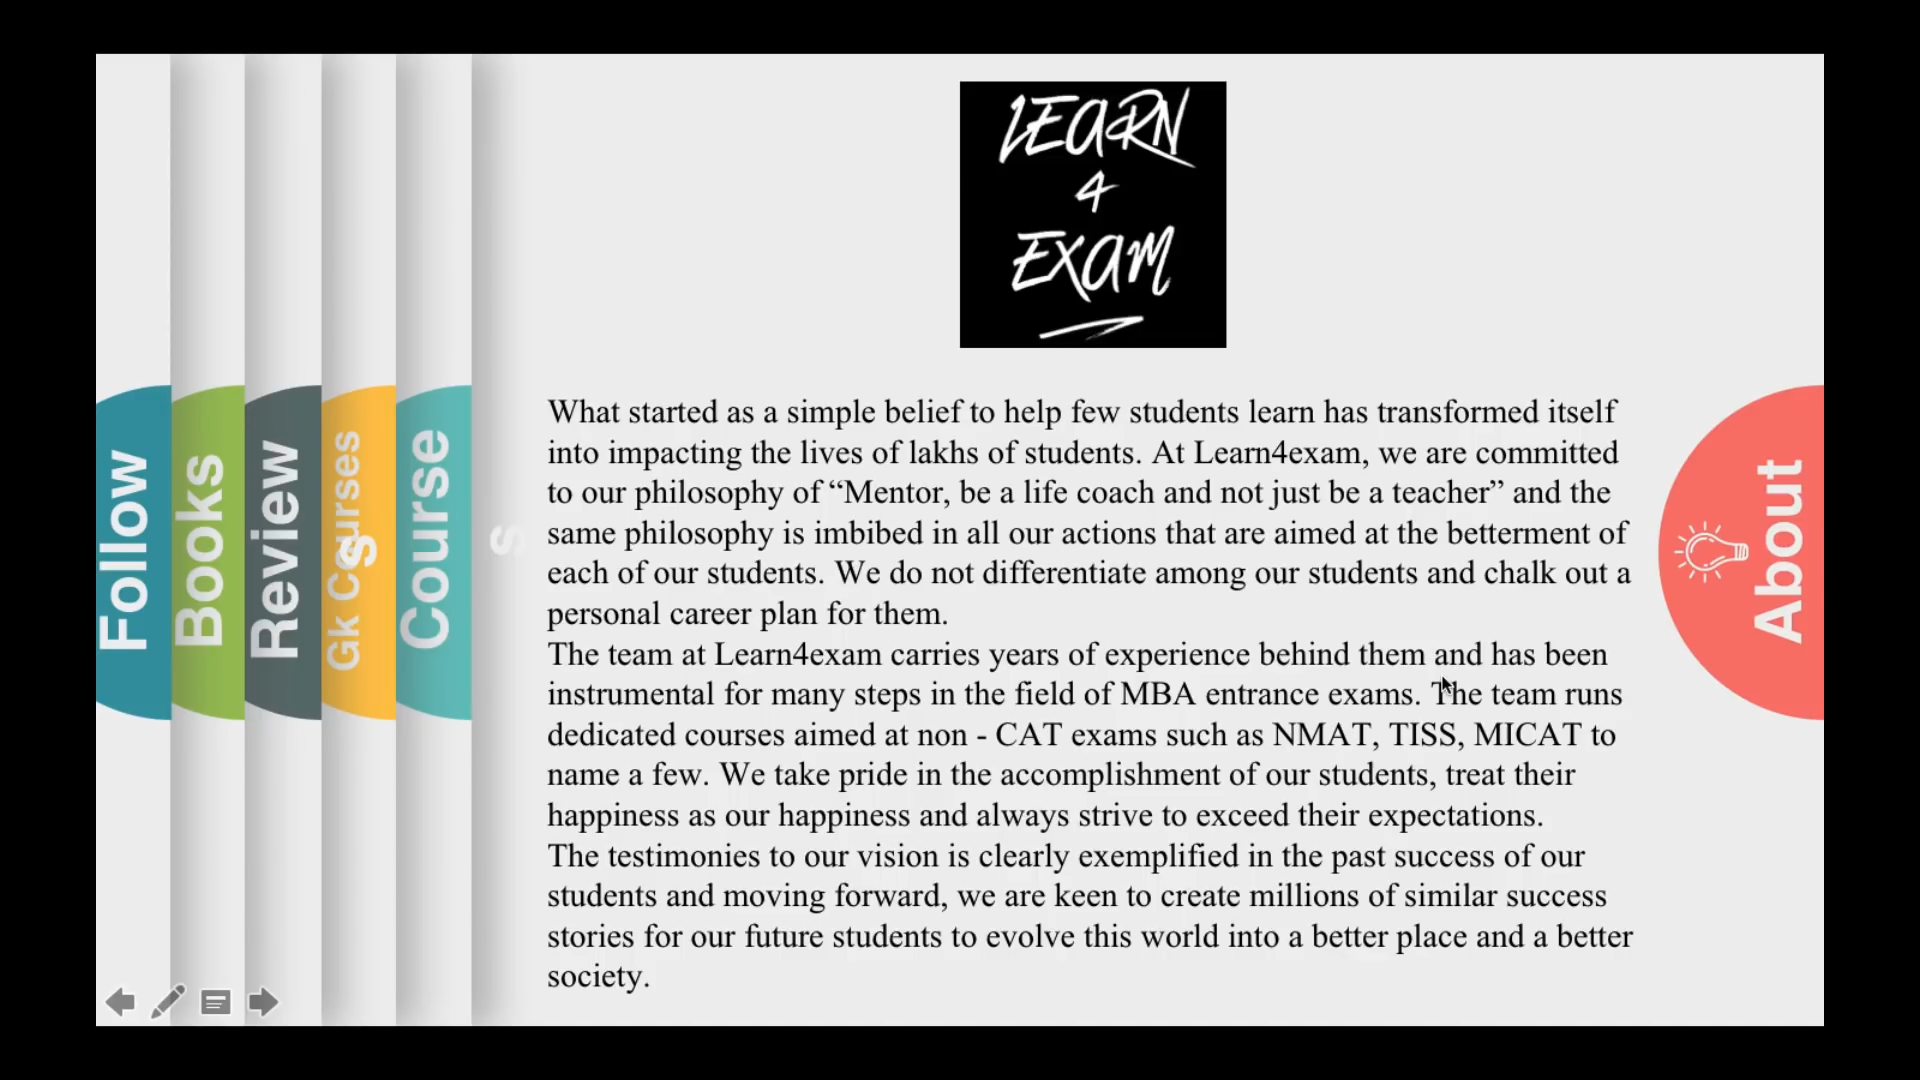 LEARN
4
EXAM
What started as a simple belief to help few students learn has transformed itself
into impacting the lives of lakhs of students. At Learn4exam, we are committed
to our philosophy of “Mentor, be a life coach and not just be a teacher” and the
same philosophy is imbibed in all our actions that are aimed at the betterment of
each of our students. We do not differentiate among our students and chalk out a
personal career plan for them.
The team at Learn4exam carries years of experience behind them and has been
instrumental for many steps in the field of MBA entrance exams. The team runs
dedicated courses aimed at non - CAT exams such as NMAT, TISS, MICAT to
name a few. We take pride in the accomplishment of our students, treat their
happiness as our happiness and always strive to exceed their expectations.
The testimonies to our vision is clearly exemplified in the past success of our
students and moving forward, we are keen to create millions of similar success
stories for our future students to evolve this world into a better place and a better
society.
Follow
Books
Review
s
Gk Courses
Course
s
About